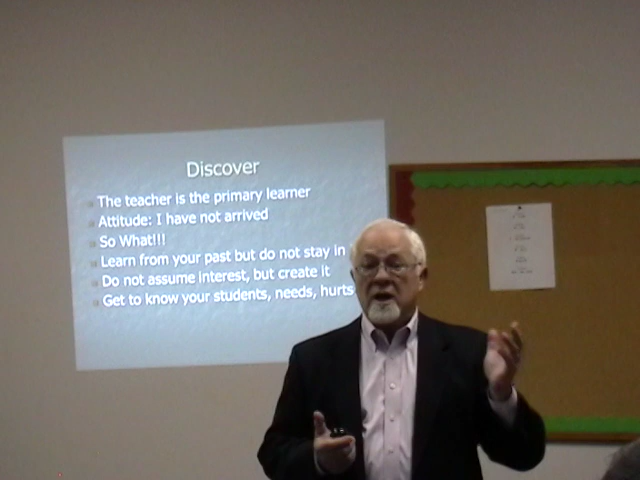 Discover
The teacher is the primary learner
Attitude: I have not arrived
So What!!!
Learn from your past but do not stay in
Do not assume interest, but create it
Get to know your students, needs, hurts